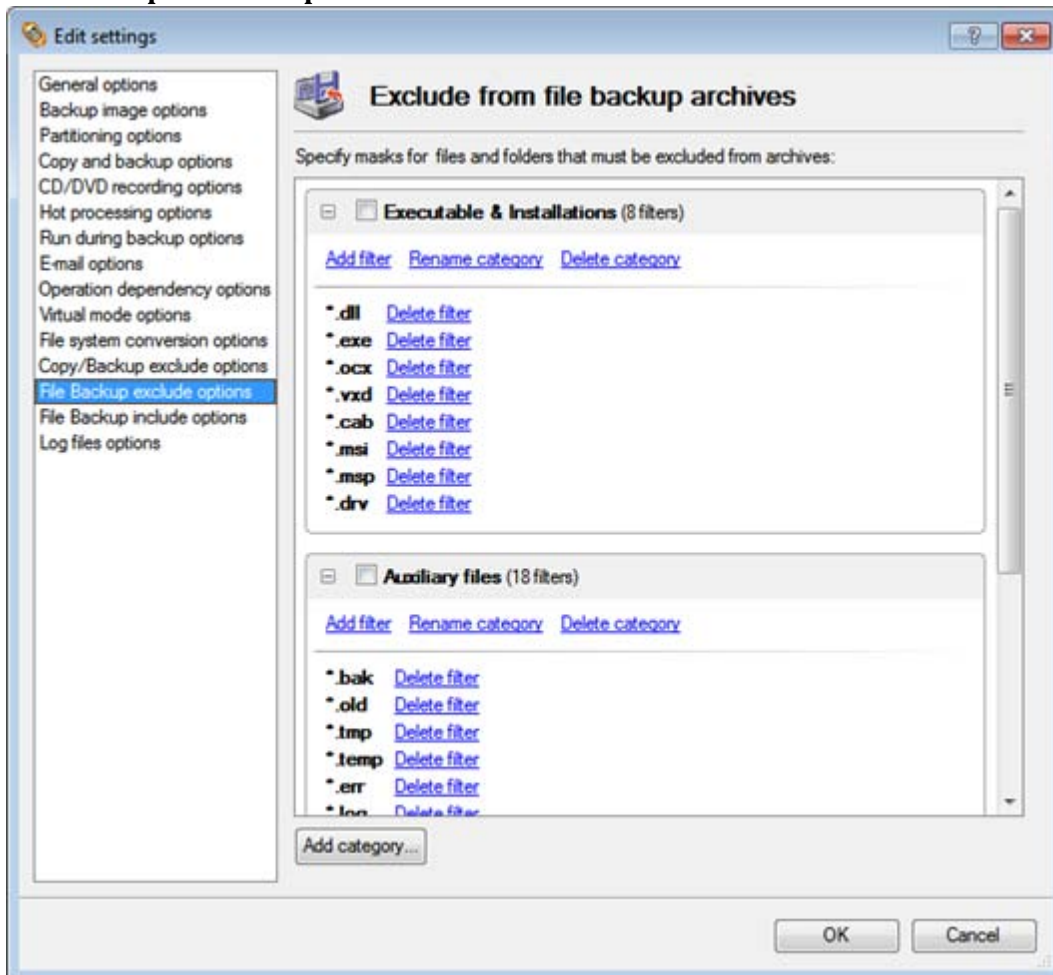 Edit settings
General options
Backup image options
Partitioning options
Copy and backup options
CD/DVD recording options
Hot processing options
Run during backup options
E-mail options
Operation dependency options
Virtual mode options
File system conversion options
Copy/Backup exclude options
File Backup exclude options
File Backup include options
Log files options
Exclude from file backup archives
Specify masks for files and folders that must be excluded from archives:
Executable & Installations (8 filters)
Add filter Rename category Delete category
*.dll Delete filter
*.exe Delete filter
*.ocx Delete filter
*.vxd Delete filter
*.cab Delete filter
*.msi Delete filter
*.msp Delete filter
*.drv Delete filter
Auxiliary files (18 filters)
Add filter Rename category Delete category
*.bak Delete filter
*.old Delete filter
*.tmp Delete filter
*.temp Delete filter
*.err Delete filter
*.log Delete filter
Add category...
OK Cancel